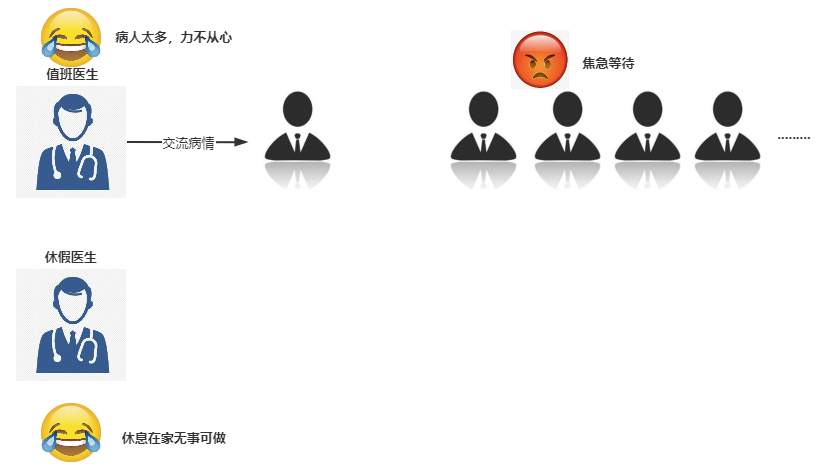 病人太多，力不从心
焦急等待
值班医生
交流病情
………
休假医生
休息在家无事可做